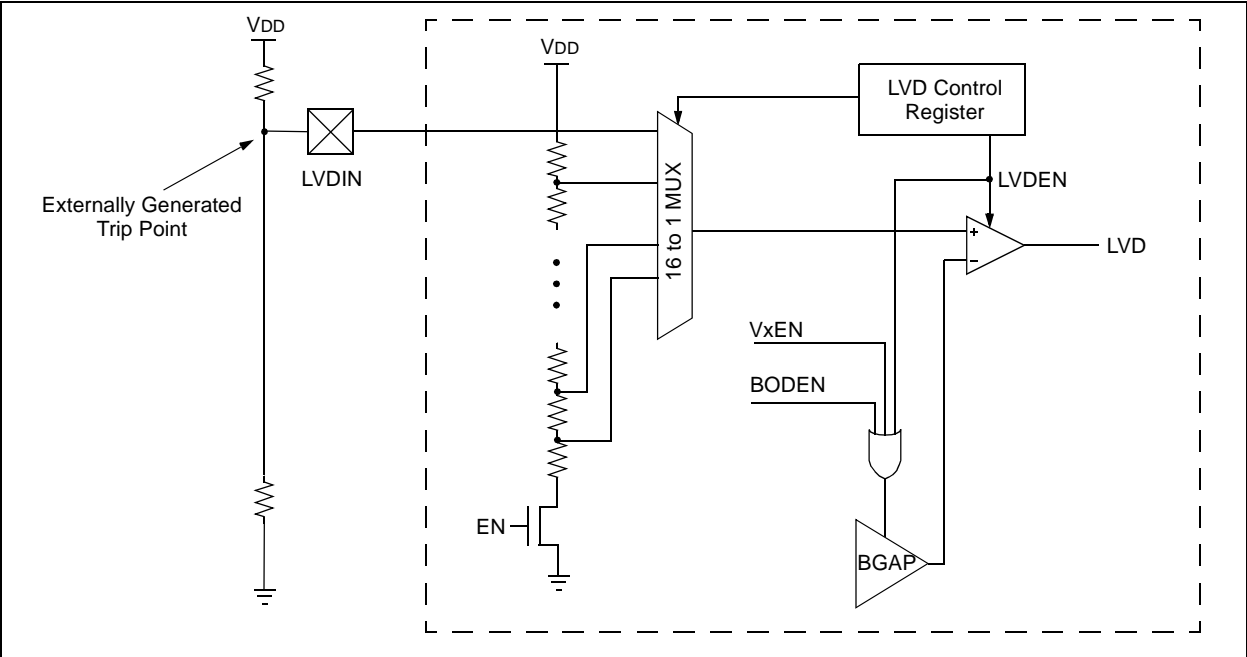 VDD
VDD
LVD Control
Register
LVDIN
16 to 1 MUX
LVDEN
Externally Generated
Trip Point
+
–
LVD
VxEN
BODEN
EN
BGAP